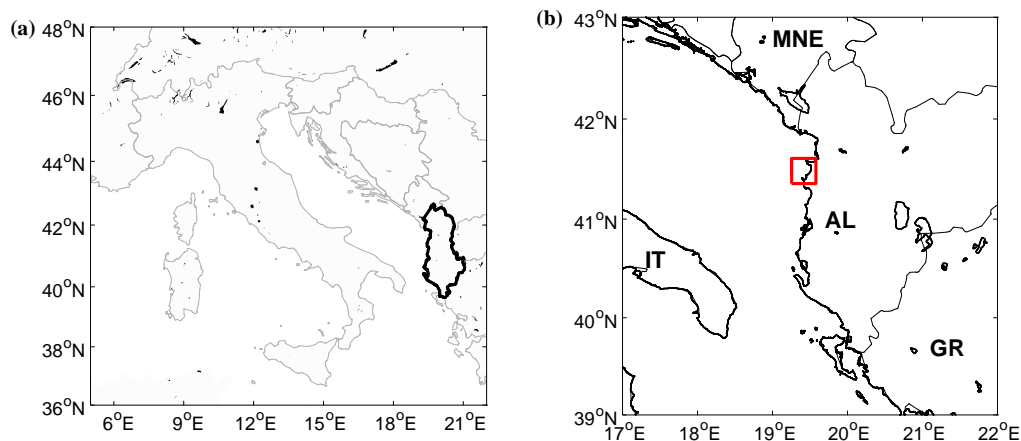 (a)
48°N
46°N
44°N
42°N
40°N
38°N
36°N
6°E 9°E 12°E 15°E 18°E 21°E
(b)
43°N
42°N
41°N
40°N
39°N
MNE
AL
IT
GR
17°E 18°E 19°E 20°E 21°E 22°E